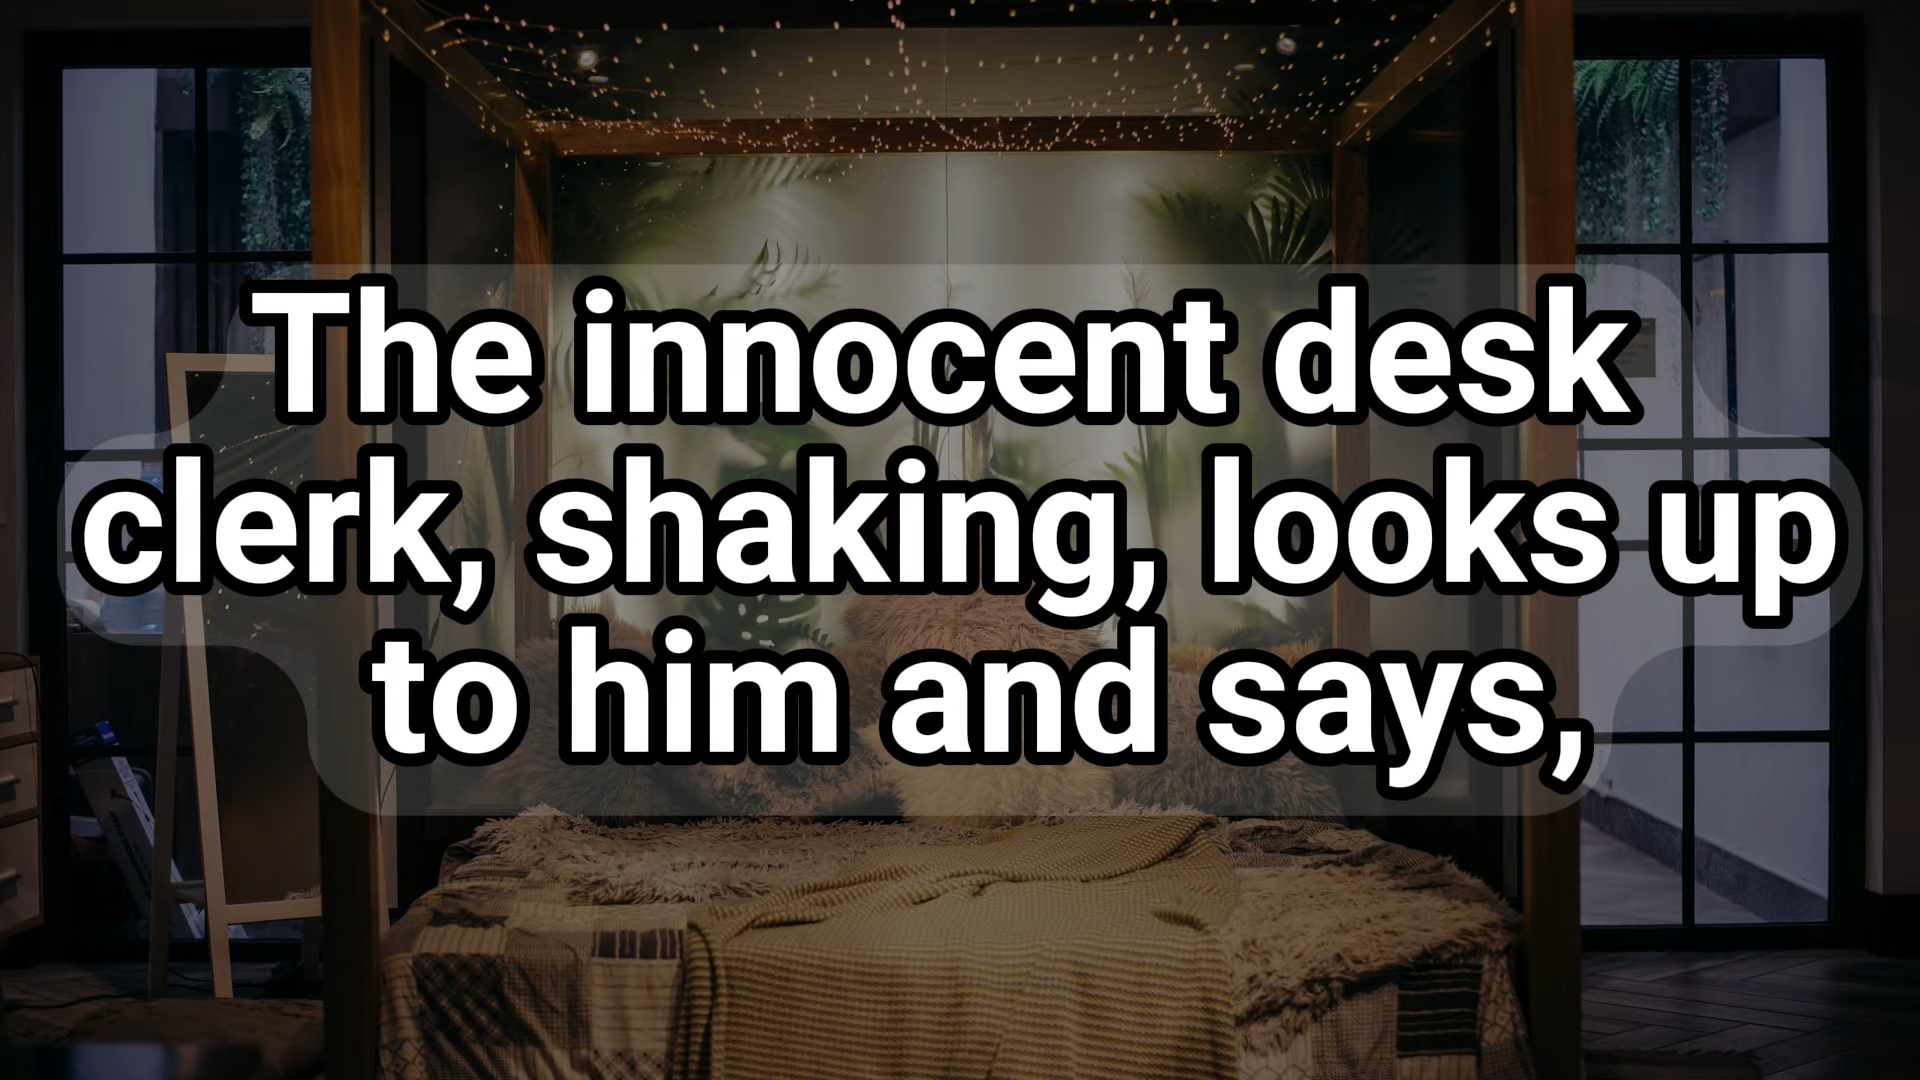 The innocent desk
clerk, shaking, looks up
to him and says,